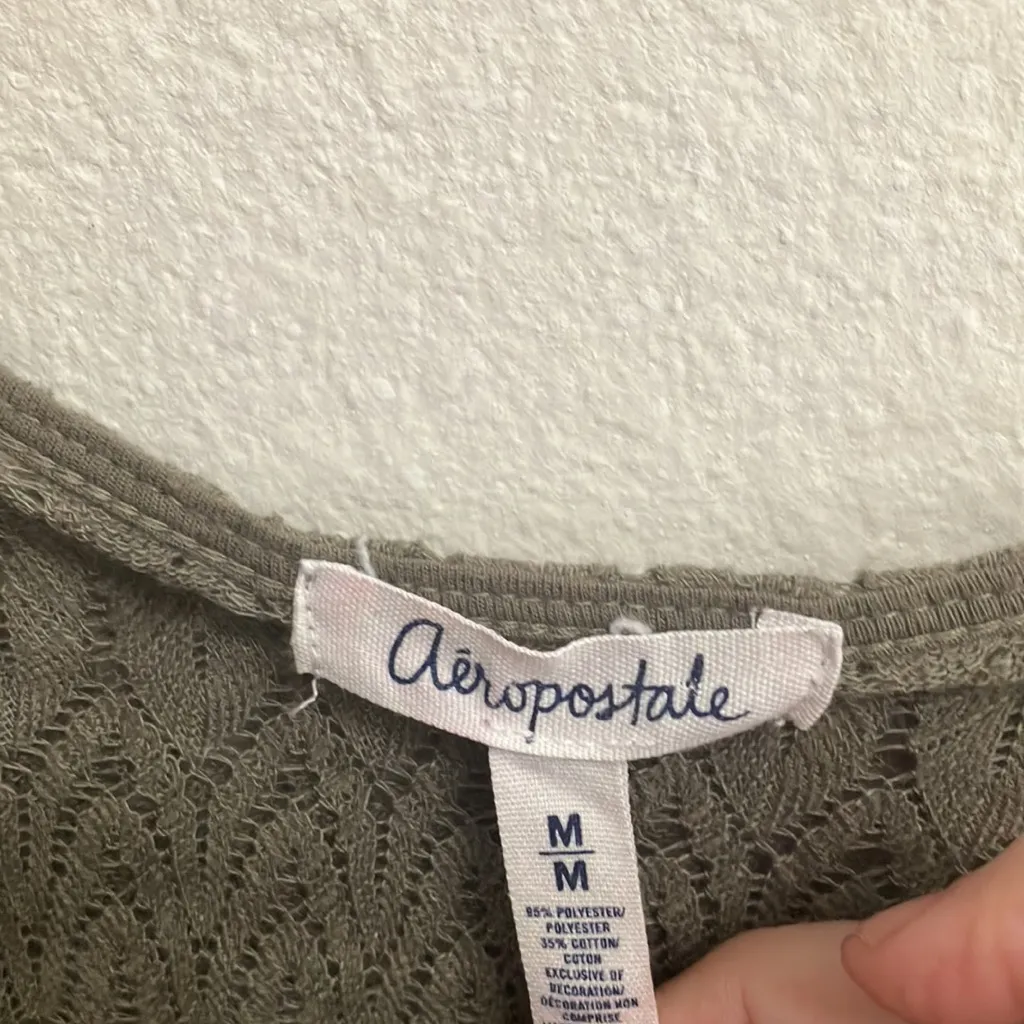 Aéropostale
M
M
65% POLYESTER/
POLYESTER
35% COTTON/
COTON
EXCLUSIVE OF
DECORATION/
DÉCORATION NON
COMPRISE